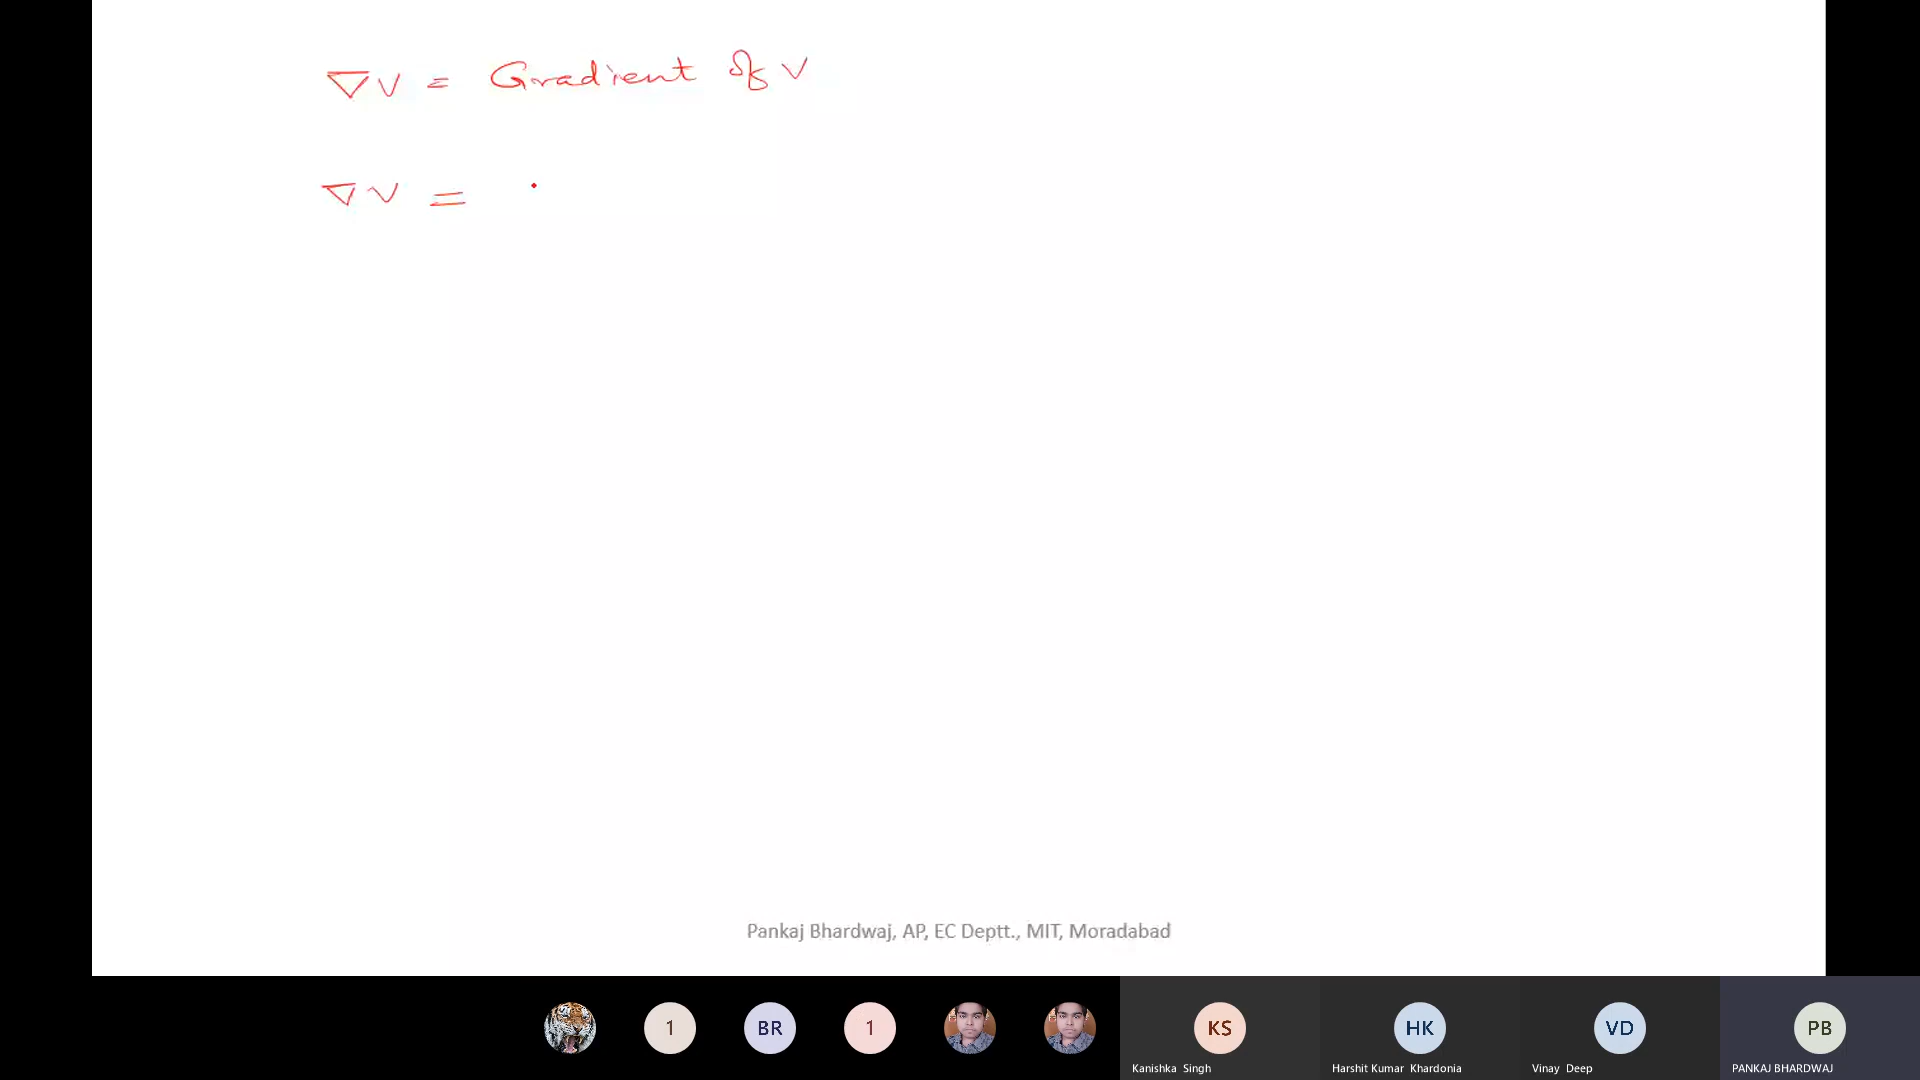 ∇V = Gradient of V
∇V =
Pankaj Bhardwaj, AP, EC Deptt., MIT, Moradabad
1
BR
1
KS
HK
VD
PB
Kanishka Singh
Harshit Kumar Khardonia
Vinay Deep
PANKAJ BHARDWAJ